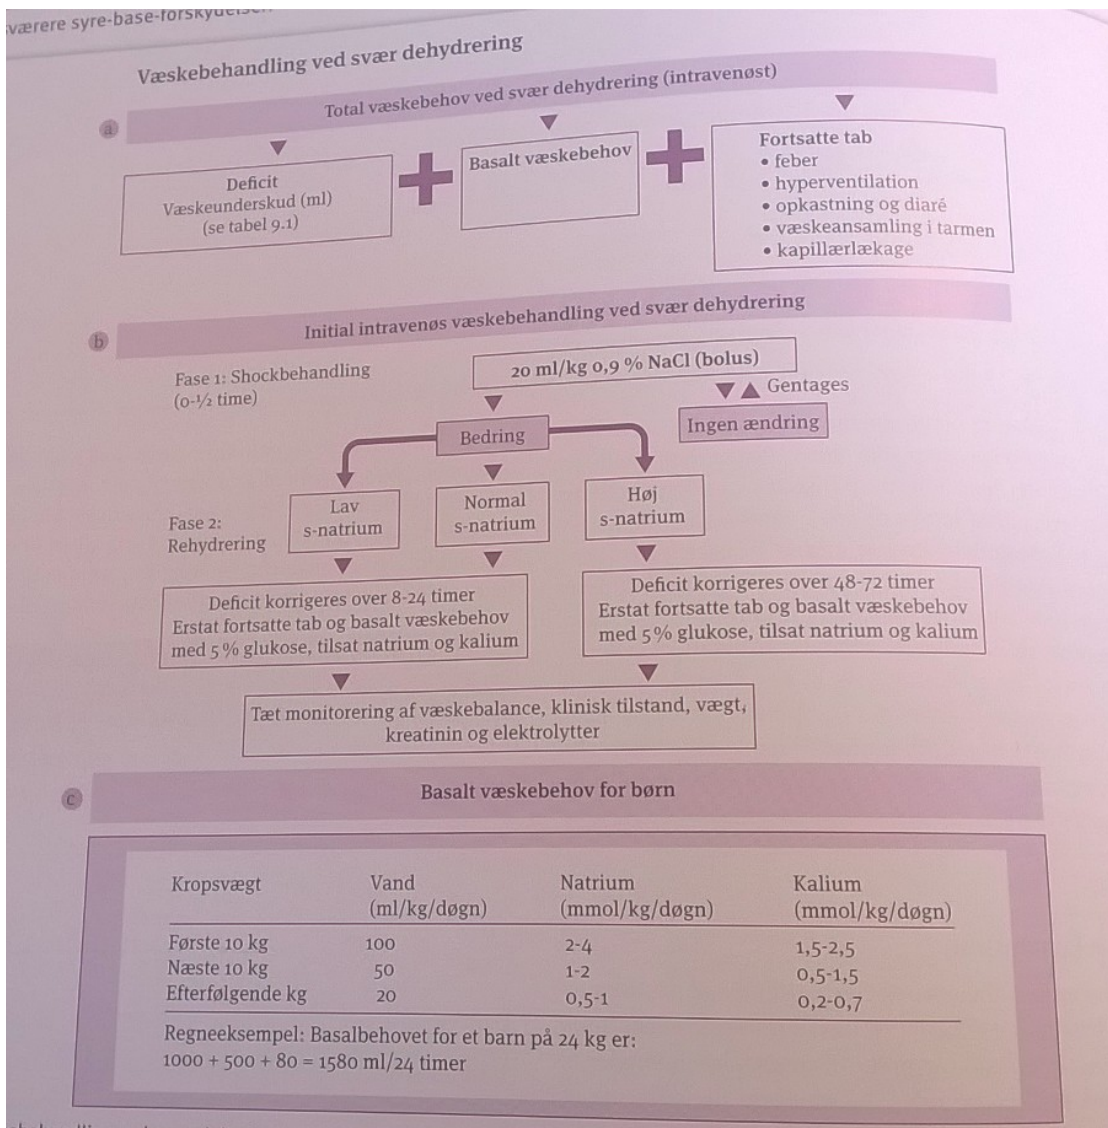 værere syre-base-forskydelser
Væskebehandling ved svær dehydrering
a
Total væskebehov ved svær dehydrering (intravenøst)
Deficit
Væskeunderskud (ml)
(se tabel 9.1)
Basalt væskebehov
Fortsatte tab
• feber
• hyperventilation
• opkastning og diaré
• væskeansamling i tarmen
• kapillærlækage
b
Initial intravenøs væskebehandling ved svær dehydrering
Fase 1: Shockbehandling
(0-½ time)
20 ml/kg 0,9 % NaCl (bolus)
Gentages
Ingen ændring
Bedring
Fase 2:
Rehydrering
Lav
s-natrium
Normal
s-natrium
Høj
s-natrium
Deficit korrigeres over 8-24 timer
Erstat fortsatte tab og basalt væskebehov
med 5 % glukose, tilsat natrium og kalium
Deficit korrigeres over 48-72 timer
Erstat fortsatte tab og basalt væskebehov
med 5 % glukose, tilsat natrium og kalium
Tæt monitorering af væskebalance, klinisk tilstand, vægt,
kreatinin og elektrolytter
c
Basalt væskebehov for børn
Kropsvægt Vand Natrium Kalium
(ml/kg/døgn) (mmol/kg/døgn) (mmol/kg/døgn)
Første 10 kg 100 2-4 1,5-2,5
Næste 10 kg 50 1-2 0,5-1,5
Efterfølgende kg 20 0,5-1 0,2-0,7
Regneeksempel: Basalbehovet for et barn på 24 kg er:
1000 + 500 + 80 = 1580 ml/24 timer